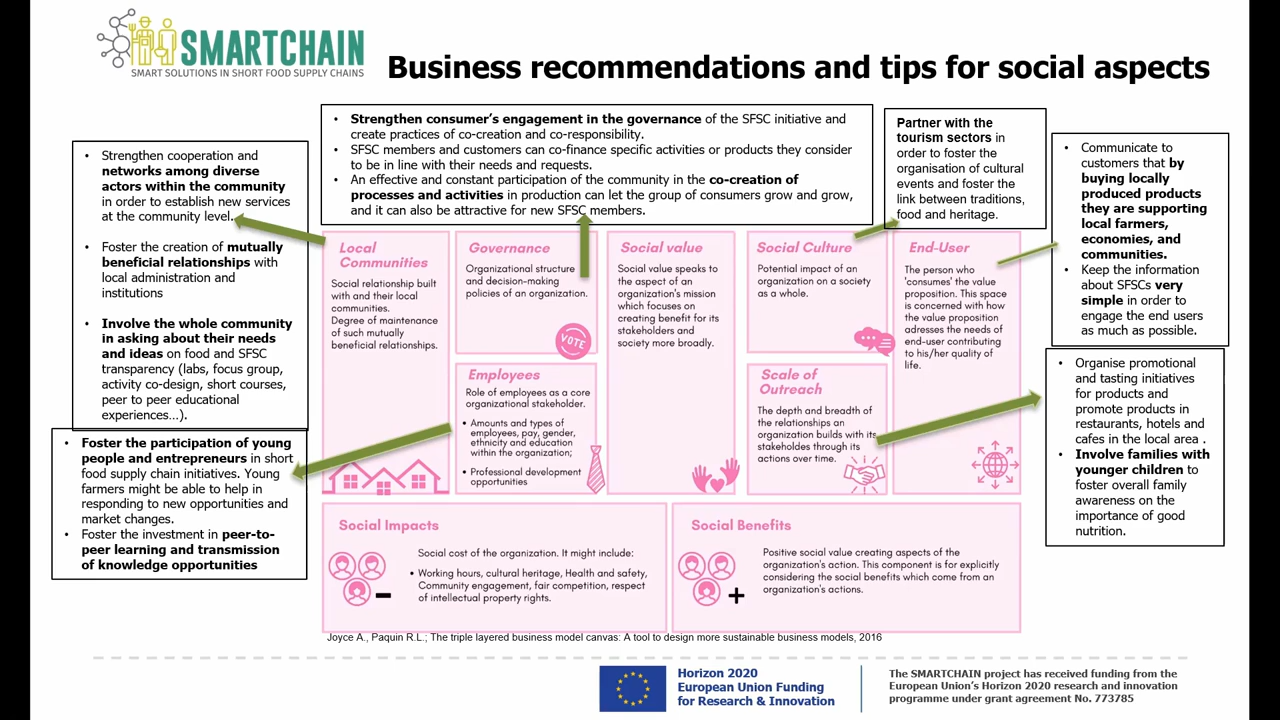 SMARTCHAIN
SMART SOLUTIONS IN SHORT FOOD SUPPLY CHAINS
Business recommendations and tips for social aspects
• Strengthen cooperation and
networks among diverse
actors within the community
in order to establish new services
at the community level.
• Foster the creation of mutually
beneficial relationships with
local administration and
institutions
• Involve the whole community
in asking about their needs
and ideas on food and SFSC
transparency (labs, focus group,
activity co-design, short courses,
peer to peer educational
experiences...).
• Foster the participation of young
people and entrepreneurs in short
food supply chain initiatives. Young
farmers might be able to help in
responding to new opportunities and
market changes.
• Foster the investment in peer-to-
peer learning and transmission
of knowledge opportunities
• Strengthen consumer's engagement in the governance of the SFSC initiative and
create practices of co-creation and co-responsibility.
• SFSC members and customers can co-finance specific activities or products they consider
to be in line with their needs and requests.
• An effective and constant participation of the community in the co-creation of
processes and activities in production can let the group of consumers grow and grow,
and it can also be attractive for new SFSC members.
Partner with the
tourism sectors in
order to foster the
organisation of cultural
events and foster the
link between traditions,
food and heritage.
• Communicate to
customers that by
buying locally
produced products
they are supporting
local farmers,
economies, and
communities.
• Keep the information
about SFSCs very
simple in order to
engage the end users
as much as possible.
• Organise promotional
and tasting initiatives
for products and
promote products in
restaurants, hotels and
cafes in the local area .
• Involve families with
younger children to
foster overall family
awareness on the
importance of good
nutrition.
Local
Communities
Social relationship built
with and their local
communities.
Degree of maintenance
of such mutually
beneficial relationships.
Governance
Organizational structure
and decision-making
policies of an organization.
VOTE
Employees
Role of employees as a core
organizational stakeholder.
• Amounts and types of
employees, pay, gender,
ethnicity and education
within the organization;
• Professional development
opportunities
Social value
Social value speaks to
the aspect of an
organization's mission
which focuses on
creating benefit for its
stakeholders and
society more broadly.
Social Culture
Potential impact of an
organization on a society
as a whole.
Scale of
Outreach
The depth and breadth of
the relationships an
organization builds with its
stakeholdes through its
actions over time.
End-User
The person who
'consumes' the value
proposition. This space
is concerned with how
the value proposition
adresses the needs of
end-user contributing
to his/her quality of
life.
Social Impacts
Social cost of the organization. It might include:
• Working hours, cultural heritage, Health and safety,
Community engagement, fair competition, respect
of intellectual property rights.
Social Benefits
Positive social value creating aspects of the
organization's action. This component is for explicitly
considering the social benefits which come from an
organization's actions.
Joyce A., Paquin R.L.; The triple layered business model canvas: A tool to design more sustainable business models, 2016
Horizon 2020
European Union Funding
for Research & Innovation
The SMARTCHAIN project has received funding from the
European Union's Horizon 2020 research and innovation
programme under grant agreement No. 773785